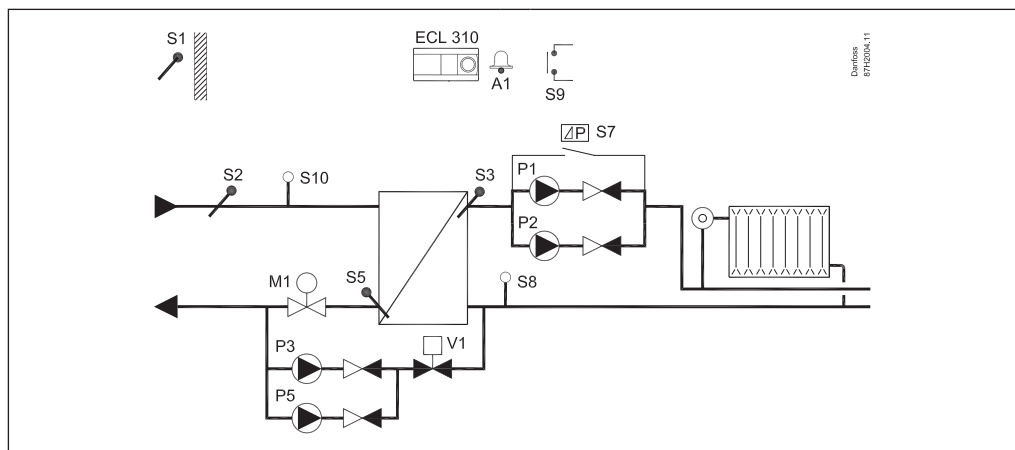 S1
ECL 310
A1
S9
Danfoss
87H2004.11
⊿P S7
S2
S10
S3
P1
P2
M1
S5
S8
P3
V1
P5